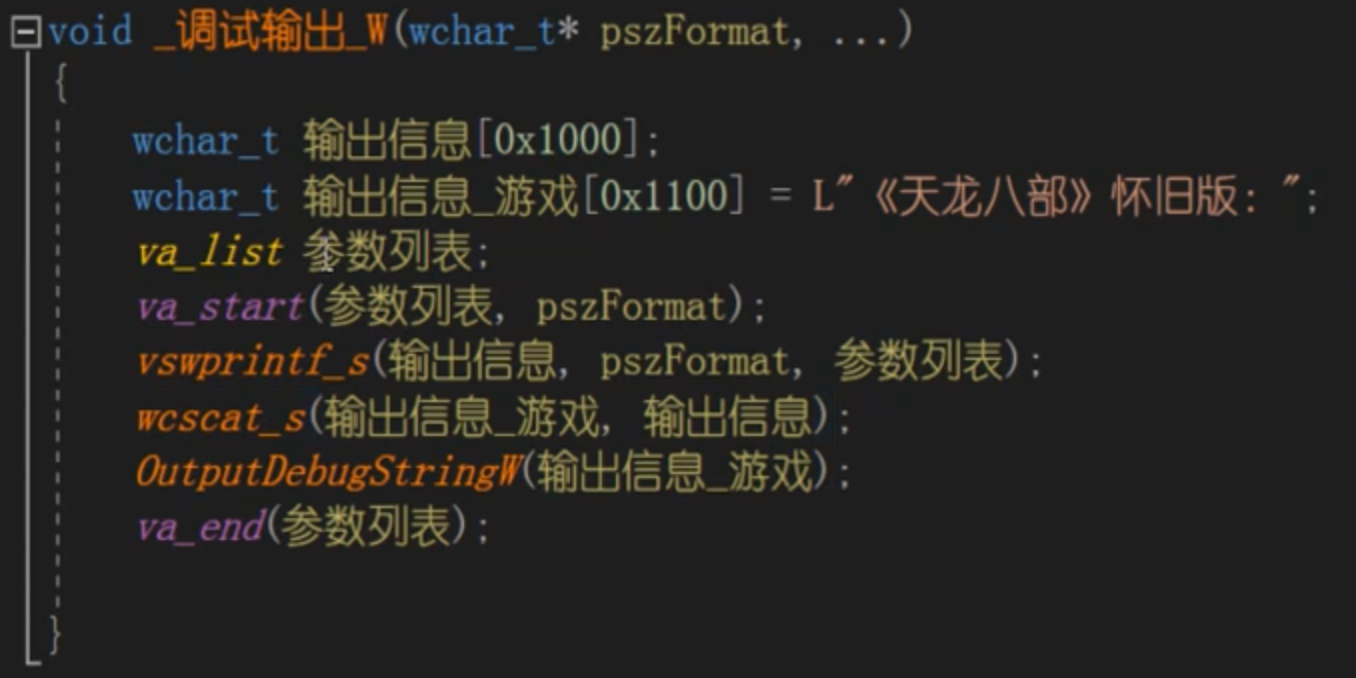 void _调试输出_W(wchar_t* pszFormat, ...)
{
wchar_t 输出信息[0x1000];
wchar_t 输出信息_游戏[0x1100] = L"《天龙八部》怀旧版: ";
va_list 参数列表;
va_start(参数列表, pszFormat);
vswprintf_s(输出信息, pszFormat, 参数列表);
wcscat_s(输出信息_游戏, 输出信息);
OutputDebugStringW(输出信息_游戏);
va_end(参数列表);
}